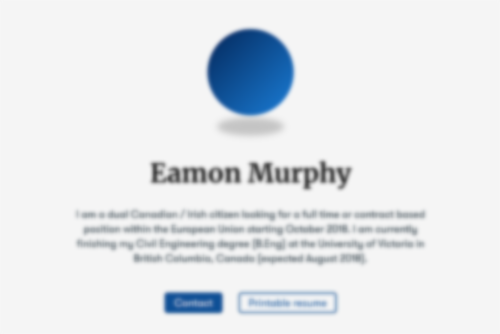 Eamon Murphy
I am a dual Canadian / Irish citizen looking for a full time or contract based
position within the European Union starting October 2018. I am currently
finishing my Civil Engineering degree (B.Eng) at the University of Victoria in
British Columbia, Canada (expected August 2018).
Contact
Printable resume